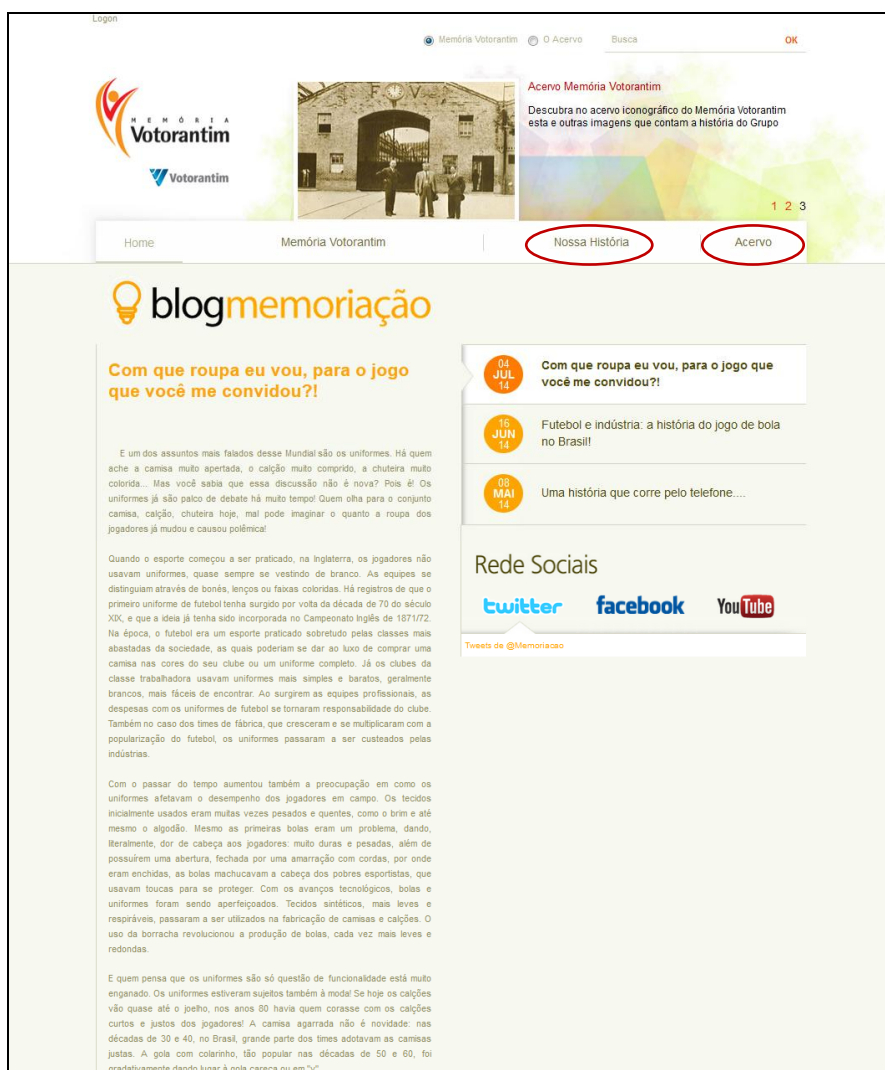 Logon
Memória Votorantim O Acervo Busca OK
MEMÓRIA
Votorantim
Votorantim
F V
Acervo Memória Votorantim
Descubra no acervo iconográfico do Memória Votorantim
esta e outras imagens que contam a história do Grupo
1 2 3
Home Memória Votorantim Nossa História Acervo
blogmemoriação
Com que roupa eu vou, para o jogo
que você me convidou?!
E um dos assuntos mais falados desse Mundial são os uniformes. Há quem
ache a camisa muito apertada, o calção muito comprido, a chuteira muito
colorida... Mas você sabia que essa discussão não é nova? Pois é! Os
uniformes já são palco de debate há muito tempo! Quem olha para o conjunto
camisa, calção, chuteira hoje, mal pode imaginar o quanto a roupa dos
jogadores já mudou e causou polêmica!
Quando o esporte começou a ser praticado, na Inglaterra, os jogadores não
usavam uniformes, quase sempre se vestindo de branco. As equipes se
distinguiam através de bonés, lenços ou faixas coloridas. Há registros de que o
primeiro uniforme de futebol tenha surgido por volta da década de 70 do século
XIX, e que a ideia já tenha sido incorporada no Campeonato Inglês de 1871/72.
Na época, o futebol era um esporte praticado sobretudo pelas classes mais
abastadas da sociedade, as quais poderiam se dar ao luxo de comprar uma
camisa nas cores do seu clube ou um uniforme completo. Já os clubes da
classe trabalhadora usavam uniformes mais simples e baratos, geralmente
brancos, mais fáceis de encontrar. Ao surgirem as equipes profissionais, as
despesas com os uniformes de futebol se tornaram responsabilidade do clube.
Também no caso dos times de fábrica, que cresceram e se multiplicaram com a
popularização do futebol, os uniformes passaram a ser custeados pelas
indústrias.
Com o passar do tempo aumentou também a preocupação em como os
uniformes afetavam o desempenho dos jogadores em campo. Os tecidos
inicialmente usados eram muitas vezes pesados e quentes, como o brim e até
mesmo o algodão. Mesmo as primeiras bolas eram um problema, dando,
literalmente, dor de cabeça aos jogadores: muito duras e pesadas, além de
possuírem uma abertura, fechada por uma amarração com cordas, por onde
eram enchidas, as bolas machucavam a cabeça dos pobres esportistas, que
usavam toucas para se proteger. Com os avanços tecnológicos, bolas e
uniformes foram sendo aperfeiçoados. Tecidos sintéticos, mais leves e
respiráveis, passaram a ser utilizados na fabricação de camisas e calções. O
uso da borracha revolucionou a produção de bolas, cada vez mais leves e
redondas.
E quem pensa que os uniformes são só questão de funcionalidade está muito
enganado. Os uniformes estiveram sujeitos também à moda! Se hoje os calções
vão quase até o joelho, nos anos 80 havia quem corasse com os calções
curtos e justos dos jogadores! A camisa agarrada não é novidade: nas
décadas de 30 e 40, no Brasil, grande parte dos times adotavam as camisas
justas. A gola com colarinho, tão popular nas décadas de 50 e 60, foi
gradativamente dando lugar à gola careca ou em "v"
04
JUL
14
Com que roupa eu vou, para o jogo que
você me convidou?!
16
JUN
14
Futebol e indústria: a história do jogo de bola
no Brasil!
08
MAI
14
Uma história que corre pelo telefone....
Rede Sociais
twitter facebook YouTube
Tweets de @Memoriacao